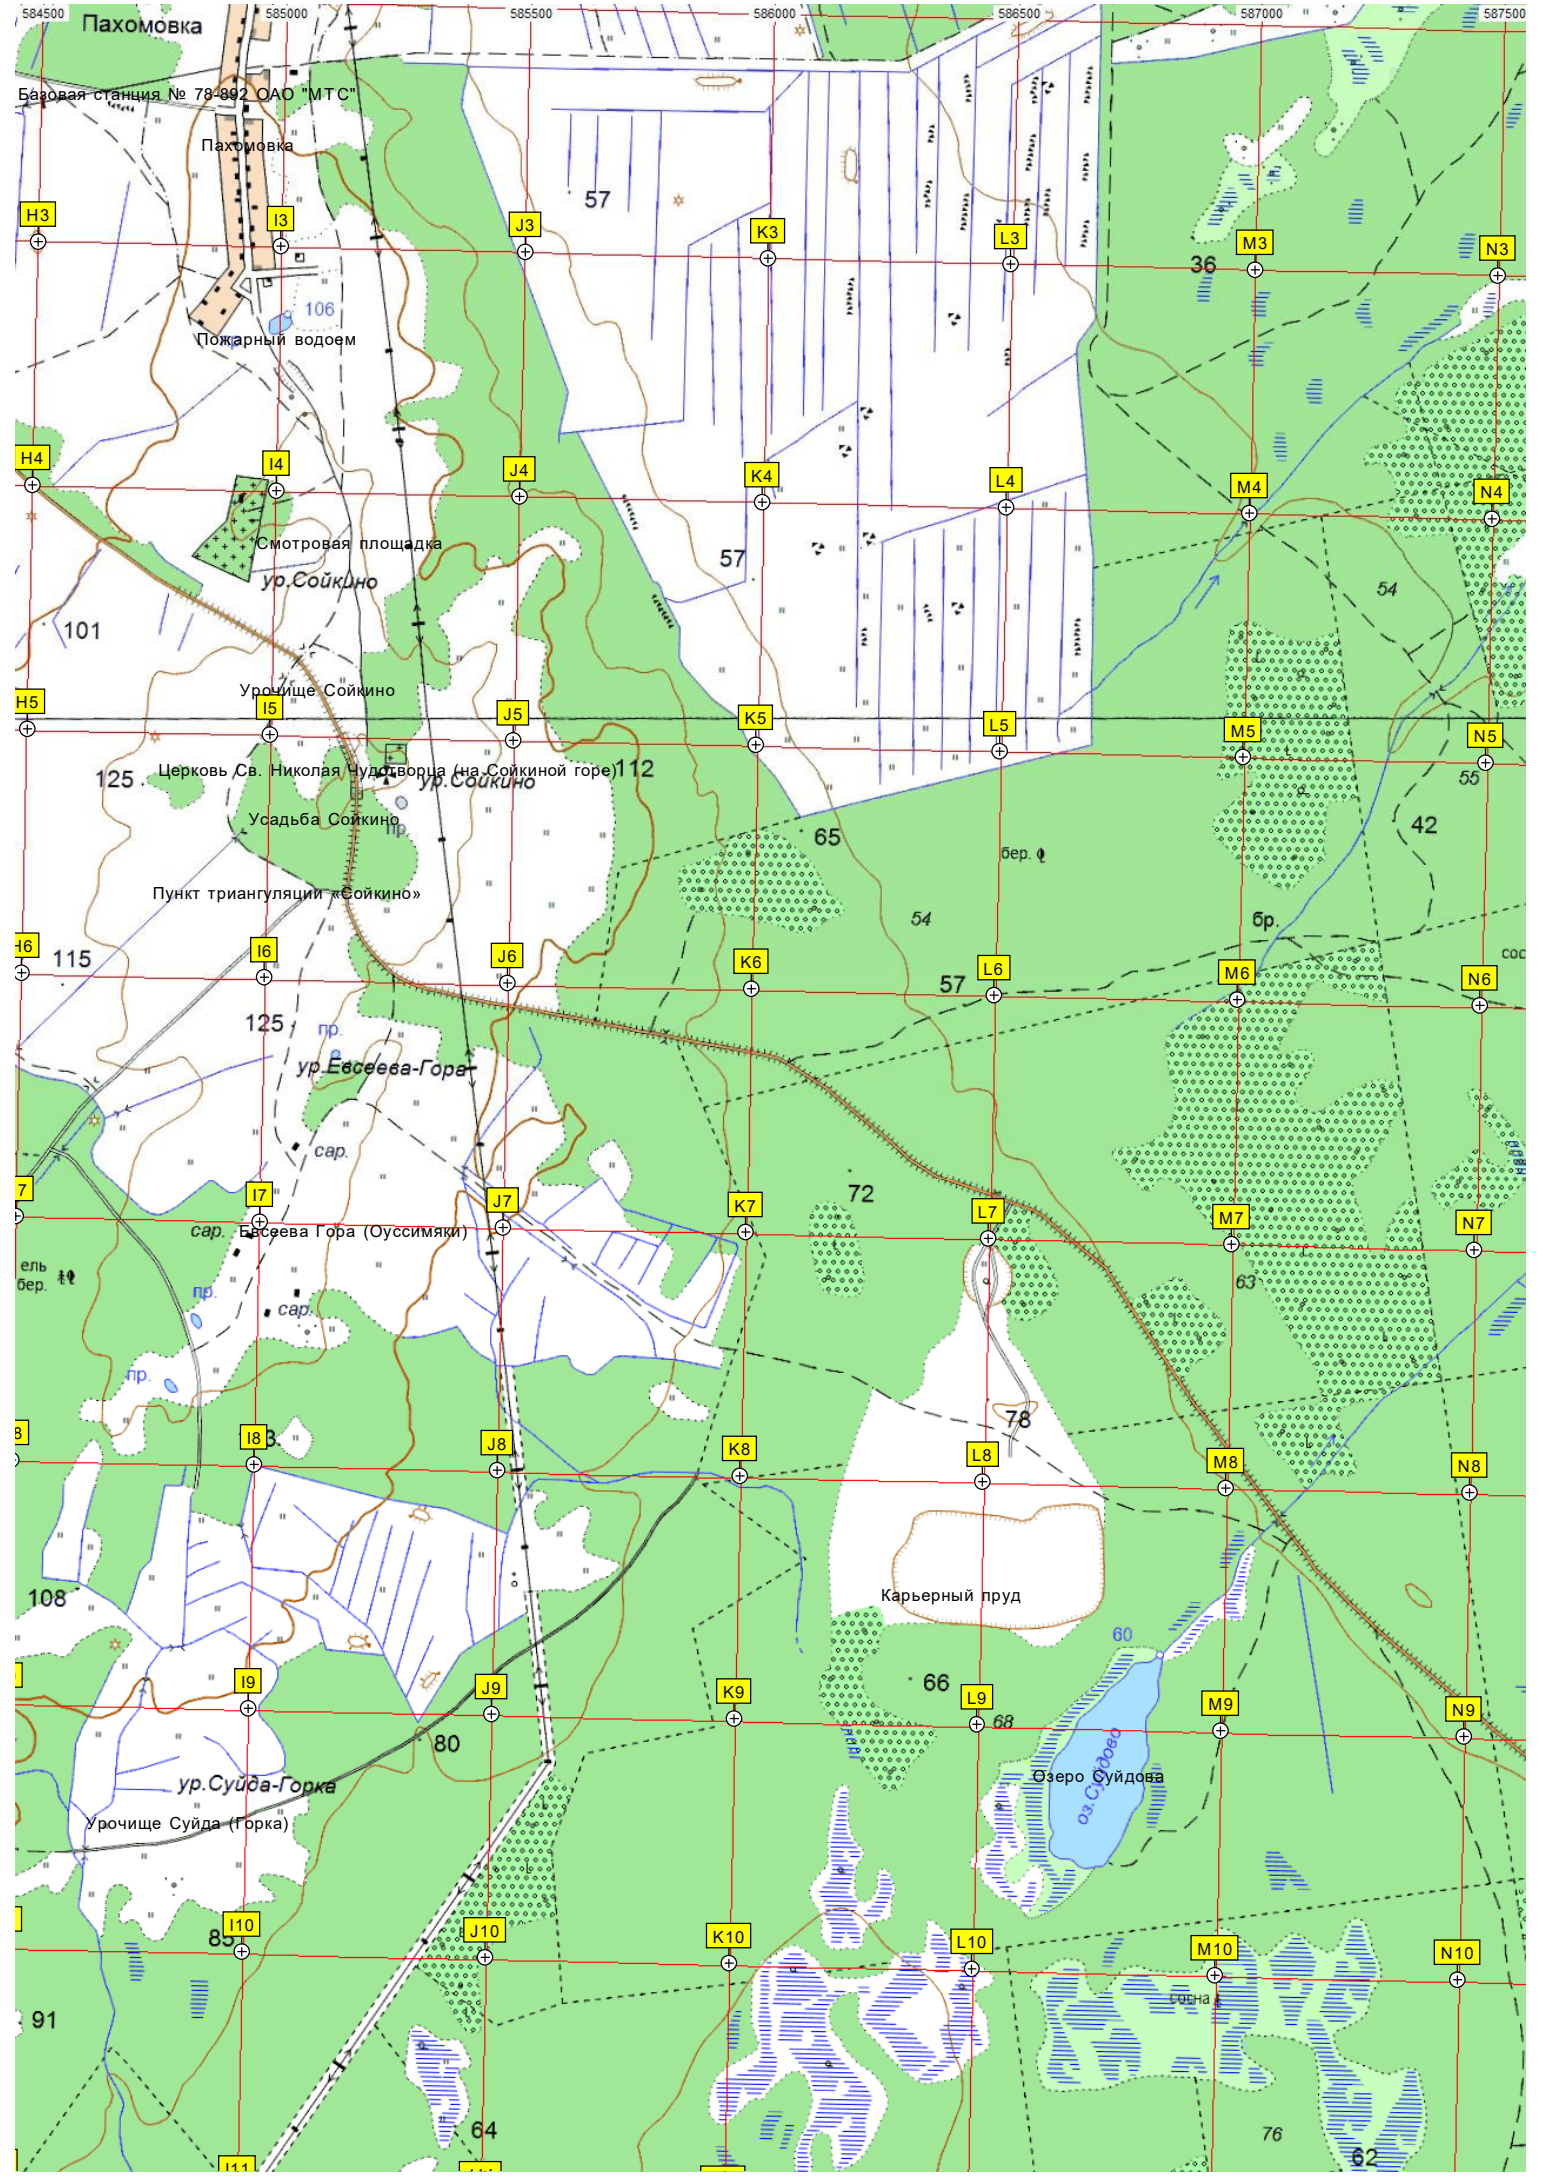 584500 585000 585500 586000 586500 587000 587500
Пахомовка
Базовая станция № 78-892 ОАО "МТС"
Пахомовка
57
H3 I3 J3 K3 L3 M3 N3
36
106
Пожарный водоем
H4 I4 J4 K4 L4 M4 N4
Смотровая площадка
57
ур.Сойкино
54
101
Урочище Сойкино
H5 I5 J5 K5 L5 M5 N5
Церковь Св. Николая Чудотворца (на Сойкиной горе)
112
125
ур.Сойкино
55
Усадьба Сойкино
пр.
65
42
бер.
Пункт триангуляции «Сойкино»
54
бр.
H6 I6 J6 K6 L6 M6 N6
115
57
сос
125
пр.
ур.Евсеева-Гора
сар.
72
7 I7 J7 K7 L7 M7 N7
сар.
Евсеева Гора (Оуссимяки)
ель
бер.
63
пр.
сар.
пр.
78
8 I8 J8 K8 L8 M8 N8
3.
108
Карьерный пруд
60
66
I9 J9 K9 L9 M9 N9
68
80
ур.Суйда-Горка
Озеро Суйдова
оз.Суйдово
Урочище Суйда (Горка)
I10 J10 K10 L10 M10 N10
85
сосна
91
64
76
62
I11